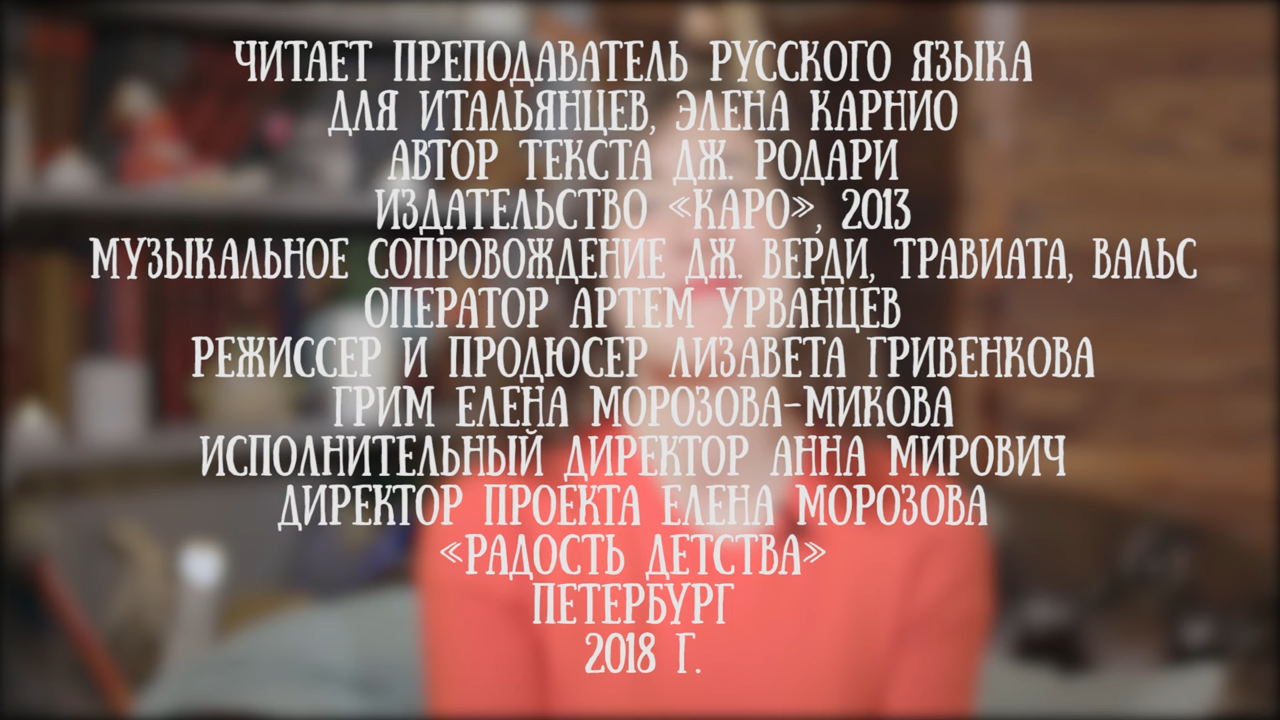 ЧИТАЕТ ПРЕПОДАВАТЕЛЬ РУССКОГО ЯЗЫКА
ДЛЯ ИТАЛЬЯНЦЕВ, ЭЛЕНА КАРНИО
АВТОР ТЕКСТА ДЖ. РОДАРИ
ИЗДАТЕЛЬСТВО «КАРО», 2013
МУЗЫКАЛЬНОЕ СОПРОВОЖДЕНИЕ ДЖ. ВЕРДИ, ТРАВИАТА, ВАЛЬС
ОПЕРАТОР АРТЕМ УРВАНЦЕВ
РЕЖИССЕР И ПРОДЮСЕР ЛИЗАВЕТА ГРИВЕНКОВА
ГРИМ ЕЛЕНА МОРОЗОВА-МИКОВА
ИСПОЛНИТЕЛЬНЫЙ ДИРЕКТОР АННА МИРОВИЧ
ДИРЕКТОР ПРОЕКТА ЕЛЕНА МОРОЗОВА
«РАДОСТЬ ДЕТСТВА»
ПЕТЕРБУРГ
2018 Г.